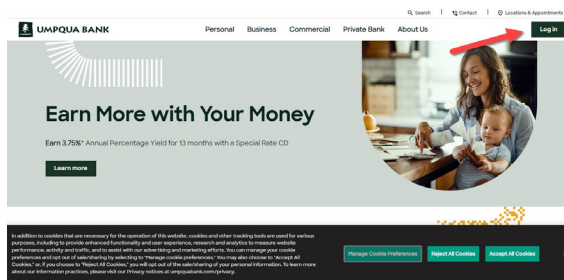 Search | Contact | Locations & Appointments
UMPQUA BANK Personal Business Commercial Private Bank About Us Log in
Earn More with Your Money
Earn 3.75%* Annual Percentage Yield for 13 months with a Special Rate CD
Learn more
In addition to cookies that are necessary for the operation of this website, cookies and other tracking tools are used for various
purposes, including to provide enhanced functionality and user experience, research and analytics to measure website
performance, activity and traffic, and to assist with our advertising and marketing efforts. You can manage your cookie
preferences and opt out of sale/sharing by selecting to "Manage cookie preferences." You may also choose to "Accept All
Cookies," or, if you choose to "Reject All Cookies," you will opt out of the sale/sharing of your personal information. To learn more
about our information practices, please visit our Privacy notices at umpquabank.com/privacy.
Manage Cookie Preferences Reject All Cookies Accept All Cookies